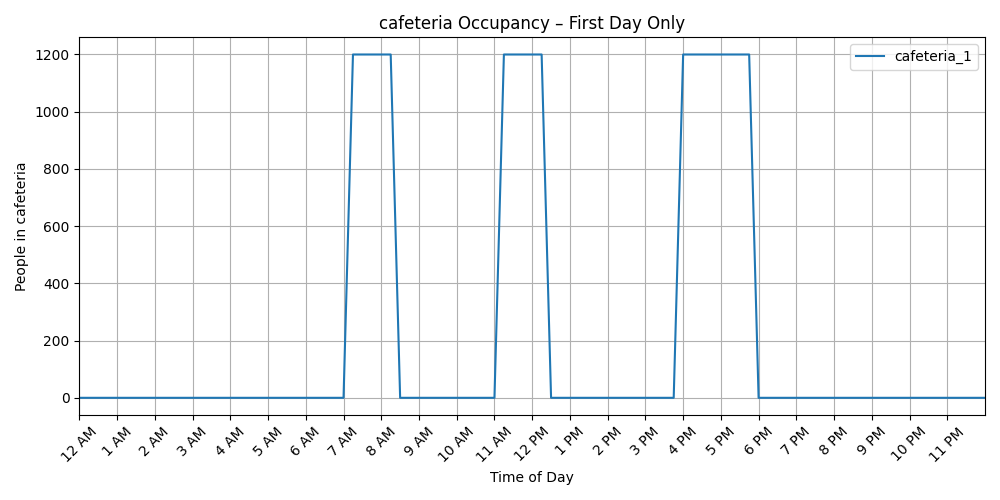 cafeteria Occupancy – First Day Only
cafeteria_1
People in cafeteria
1200
1000
800
600
400
200
0
12 AM
1 AM
2 AM
3 AM
4 AM
5 AM
6 AM
7 AM
8 AM
9 AM
10 AM
11 AM
12 PM
1 PM
2 PM
3 PM
4 PM
5 PM
6 PM
7 PM
8 PM
9 PM
10 PM
11 PM
Time of Day